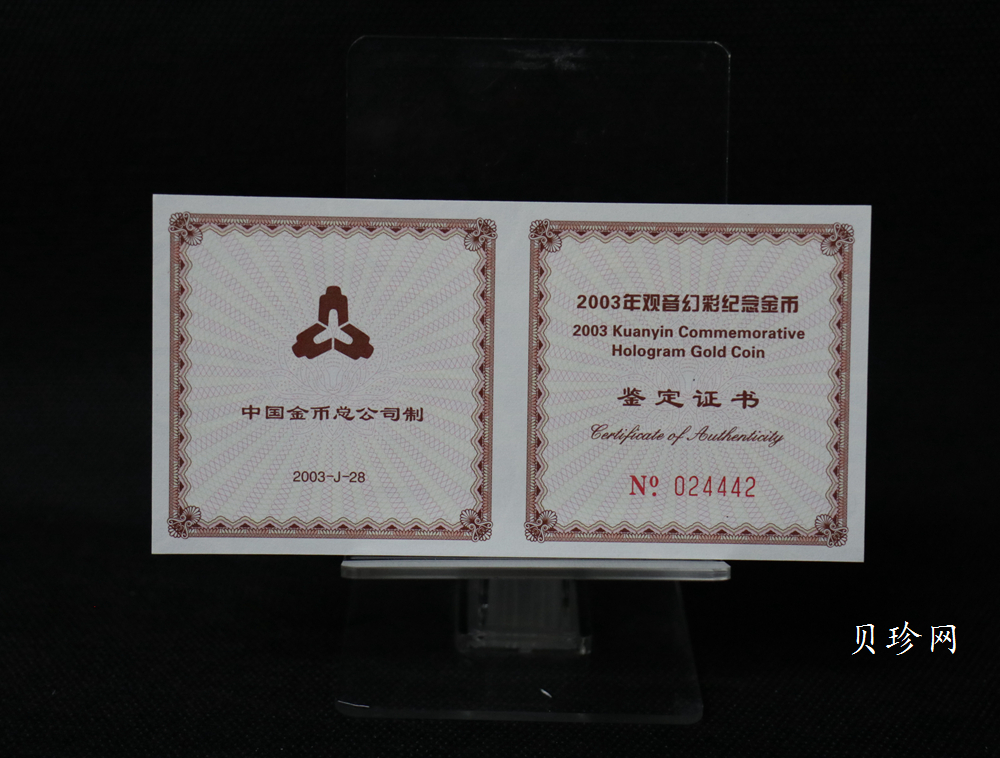 中国金币总公司制
2003-J-28
2003年观音幻彩纪念金币
2003 Kuanyin Commemorative
Hologram Gold Coin
鉴定证书
Certificate of Authenticity
Nº 024442
贝珍网